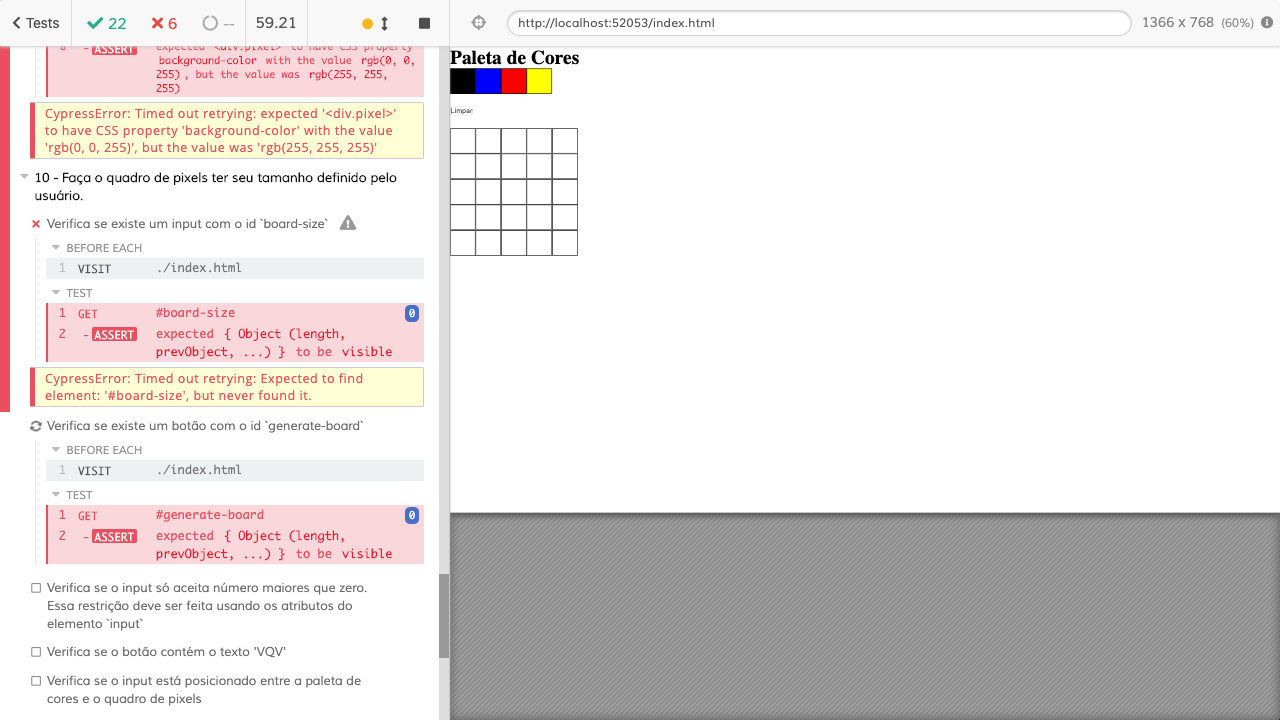 Tests
22
6
--
59.21
http://localhost:52053/index.html
1366 x 768 (60%)
8 - ASSERT expected <div.pixel> to have CSS property
background-color with the value rgb(0, 0,
255) , but the value was rgb(255, 255,
255)
CypressError: Timed out retrying: expected '<div.pixel>'
to have CSS property 'background-color' with the value
'rgb(0, 0, 255)', but the value was 'rgb(255, 255, 255)'
10 - Faça o quadro de pixels ter seu tamanho definido pelo
usuário.
Verifica se existe um input com o id `board-size`
BEFORE EACH
1 VISIT ./index.html
TEST
1 GET #board-size 0
2 - ASSERT expected { Object (length,
prevObject, ...) } to be visible
CypressError: Timed out retrying: Expected to find
element: '#board-size', but never found it.
Verifica se existe um botão com o id `generate-board`
BEFORE EACH
1 VISIT ./index.html
TEST
1 GET #generate-board 0
2 - ASSERT expected { Object (length,
prevObject, ...) } to be visible
Verifica se o input só aceita número maiores que zero.
Essa restrição deve ser feita usando os atributos do
elemento `input`
Verifica se o botão contém o texto 'VQV'
Verifica se o input está posicionado entre a paleta de
cores e o quadro de pixels
Paleta de Cores
Limpar